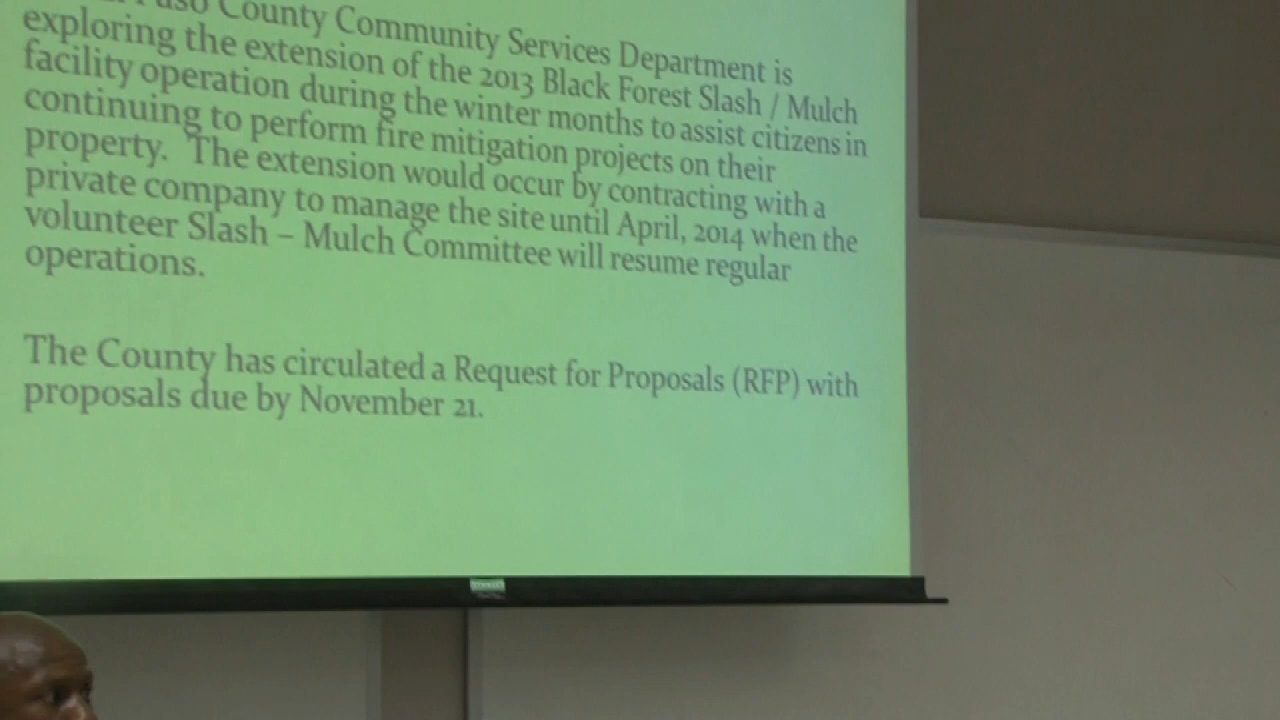 Paso County Community Services Department is
exploring the extension of the 2013 Black Forest Slash / Mulch
facility operation during the winter months to assist citizens in
continuing to perform fire mitigation projects on their
property. The extension would occur by contracting with a
private company to manage the site until April, 2014 when the
volunteer Slash – Mulch Committee will resume regular
operations.
The County has circulated a Request for Proposals (RFP) with
proposals due by November 21.